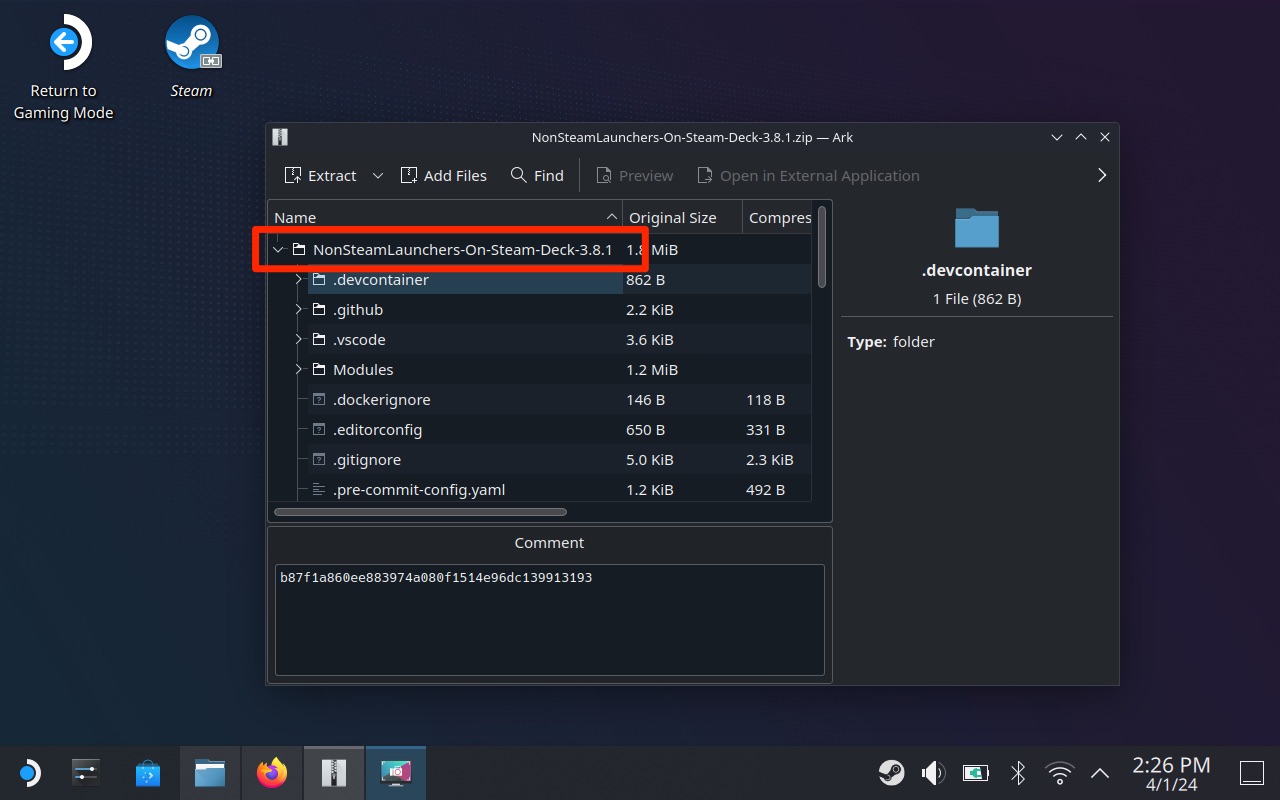 Return to
Gaming Mode
Steam
NonSteamLaunchers-On-Steam-Deck-3.8.1.zip — Ark
Extract
Add Files
Find
Preview
Open in External Application
Name
Original Size
Compres
NonSteamLaunchers-On-Steam-Deck-3.8.1
1.8 MiB
.devcontainer
862 B
.github
2.2 KiB
.vscode
3.6 KiB
Modules
1.2 MiB
.dockerignore
146 B
118 B
.editorconfig
650 B
331 B
.gitignore
5.0 KiB
2.3 KiB
.pre-commit-config.yaml
1.2 KiB
492 B
.devcontainer
1 File (862 B)
Type: folder
Comment
b87f1a860ee883974a080f1514e96dc139913193
2:26 PM
4/1/24